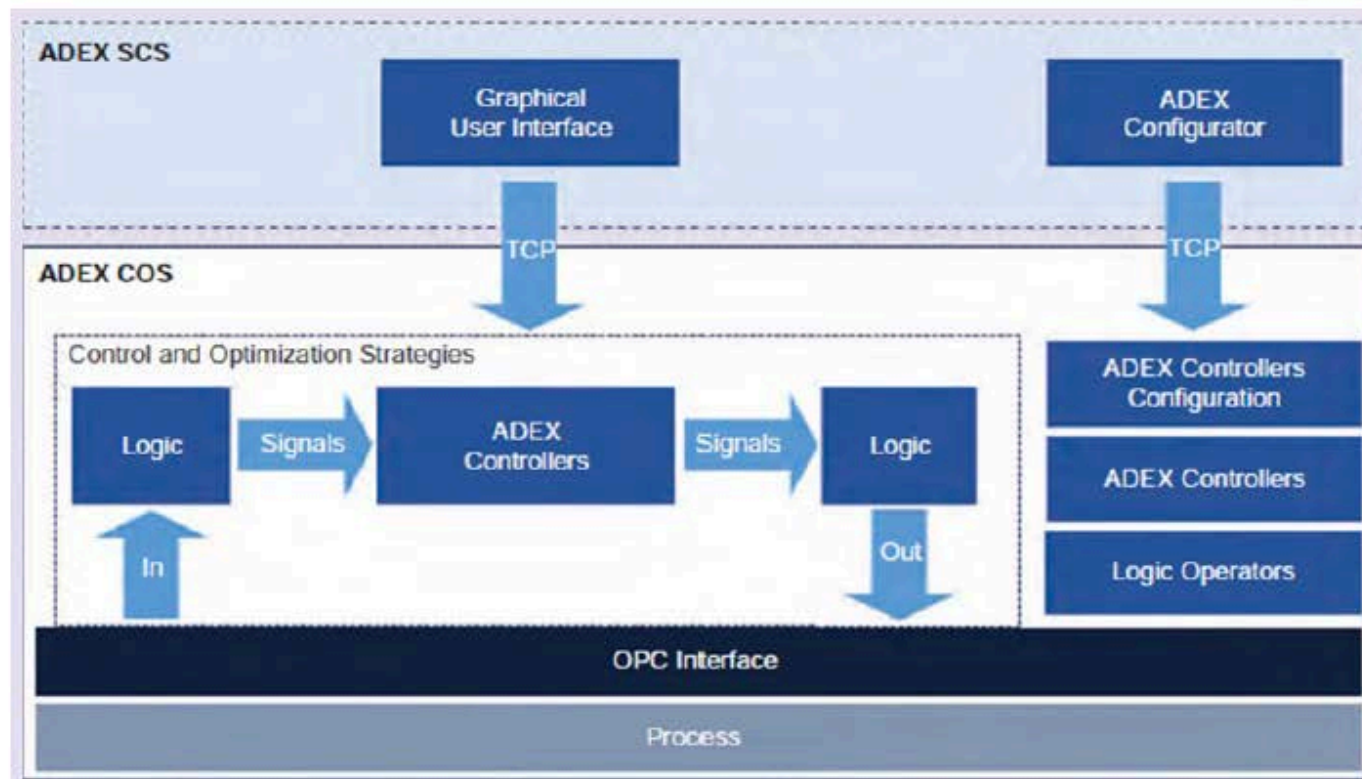 ADEX SCS
Graphical
User Interface
ADEX
Configurator
TCP
TCP
ADEX COS
Control and Optimization Strategies
Logic
Signals
ADEX
Controllers
Signals
Logic
In
Out
ADEX Controllers
Configuration
ADEX Controllers
Logic Operators
OPC Interface
Process